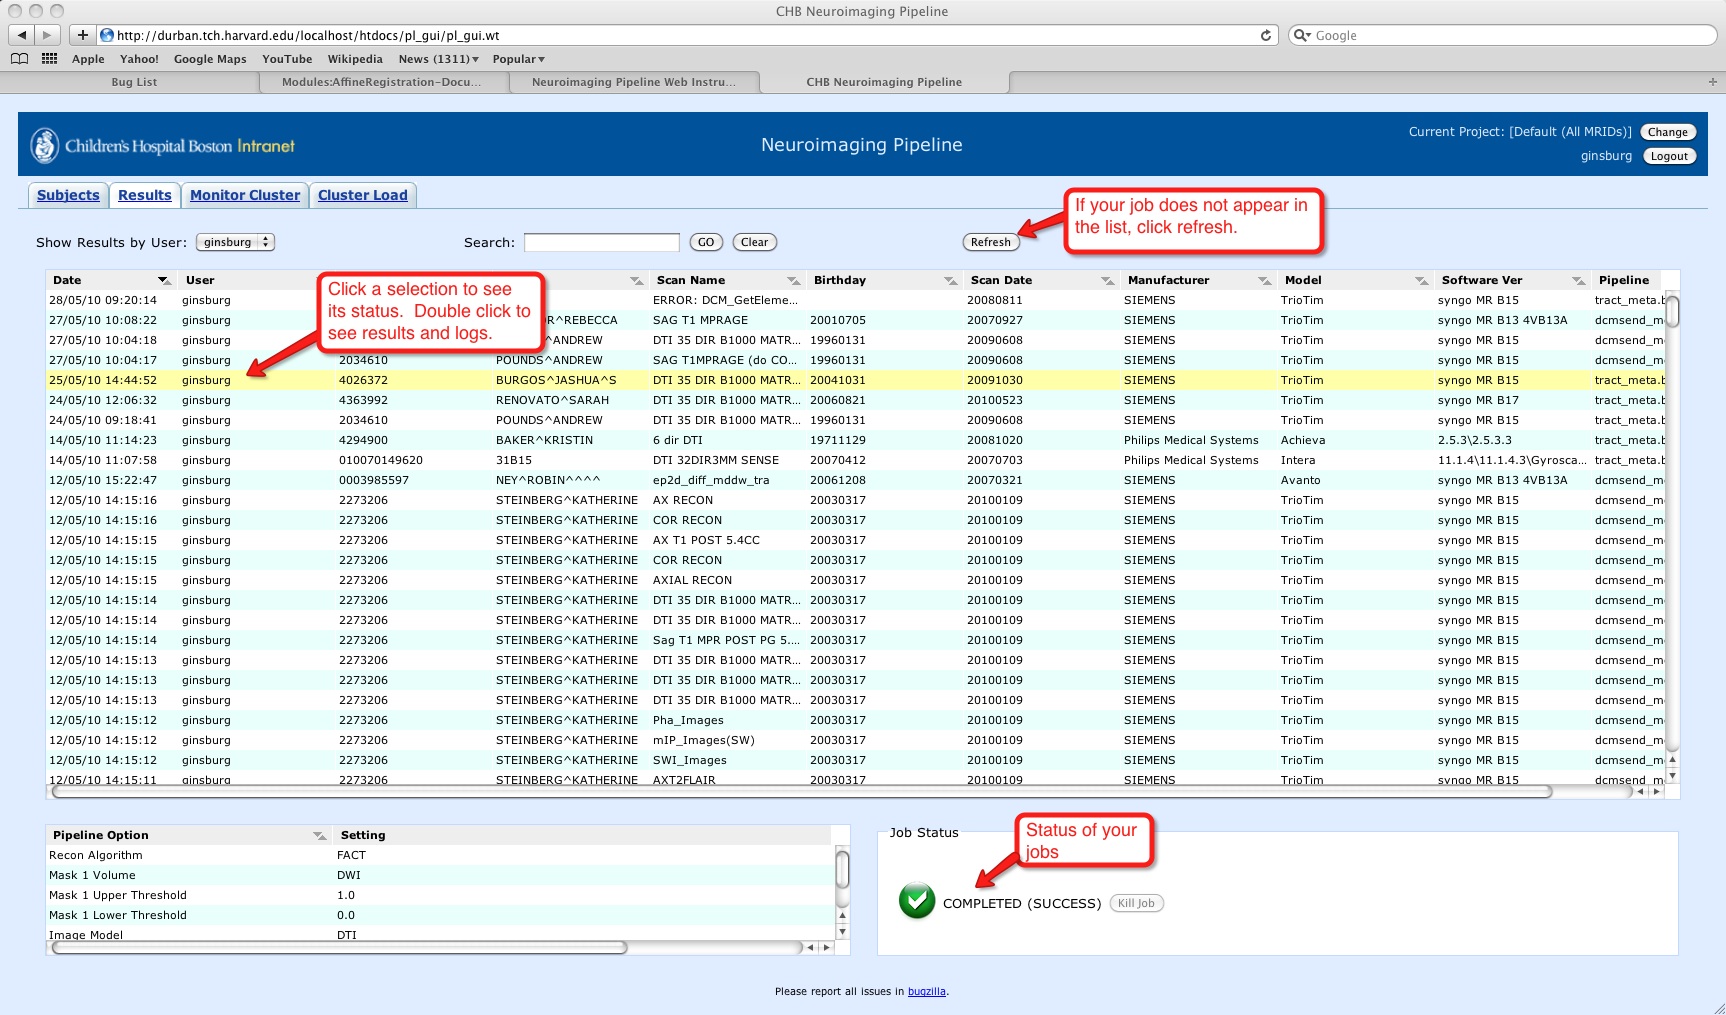 CHB Neuroimaging Pipeline
http://durban.tch.harvard.edu/localhost/htdocs/pl_gui/pl_gui.wt
Google
Apple Yahoo! Google Maps YouTube Wikipedia News (1311) Popular
Bug List Modules:AffineRegistration-Docu... Neuroimaging Pipeline Web Instru... CHB Neuroimaging Pipeline
Children's Hospital Boston Intranet
Neuroimaging Pipeline
Current Project: [Default (All MRIDs)] Change
ginsburg Logout
Subjects Results Monitor Cluster Cluster Load
If your job does not appear in
the list, click refresh.
Show Results by User: ginsburg Search: GO Clear Refresh
Date User Scan Name Birthday Scan Date Manufacturer Model Software Ver Pipeline
Click a selection to see
its status. Double click to
see results and logs.
28/05/10 09:20:14 ginsburg ERROR: DCM_GetEleme... 20080811 SIEMENS TrioTim syngo MR B15 tract_meta.b
27/05/10 10:08:22 ginsburg R^REBECCA SAG T1 MPRAGE 20010705 20070927 SIEMENS TrioTim syngo MR B13 4VB13A dcmsend_m
27/05/10 10:04:18 ginsburg ^ANDREW DTI 35 DIR B1000 MATR... 19960131 20090608 SIEMENS TrioTim syngo MR B15 dcmsend_m
27/05/10 10:04:17 ginsburg 2034610 POUNDS^ANDREW SAG T1MPRAGE (do CO... 19960131 20090608 SIEMENS TrioTim syngo MR B15 dcmsend_m
25/05/10 14:44:52 ginsburg 4026372 BURGOS^JASHUA^S DTI 35 DIR B1000 MATR... 20041031 20091030 SIEMENS TrioTim syngo MR B15 tract_meta.b
24/05/10 12:06:32 ginsburg 4363992 RENOVATO^SARAH DTI 35 DIR B1000 MATR... 20060821 20100523 SIEMENS TrioTim syngo MR B17 tract_meta.b
24/05/10 09:18:41 ginsburg 2034610 POUNDS^ANDREW DTI 35 DIR B1000 MATR... 19960131 20090608 SIEMENS TrioTim syngo MR B15 tract_meta.b
14/05/10 11:14:23 ginsburg 4294900 BAKER^KRISTIN 6 dir DTI 19711129 20081020 Philips Medical Systems Achieva 2.5.3\2.5.3.3 tract_meta.b
14/05/10 11:07:58 ginsburg 010070149620 31B15 DTI 32DIR3MM SENSE 20070412 20070703 Philips Medical Systems Intera 11.1.4\11.1.4.3\Gyrosca... tract_meta.b
12/05/10 15:22:47 ginsburg 0003985597 NEY^ROBIN^^^^ ep2d_diff_mddw_tra 20061208 20070321 SIEMENS Avanto syngo MR B13 4VB13A tract_meta.b
12/05/10 14:15:16 ginsburg 2273206 STEINBERG^KATHERINE AX RECON 20030317 20100109 SIEMENS TrioTim syngo MR B15 dcmsend_m
12/05/10 14:15:16 ginsburg 2273206 STEINBERG^KATHERINE COR RECON 20030317 20100109 SIEMENS TrioTim syngo MR B15 dcmsend_m
12/05/10 14:15:15 ginsburg 2273206 STEINBERG^KATHERINE AX T1 POST 5.4CC 20030317 20100109 SIEMENS TrioTim syngo MR B15 dcmsend_m
12/05/10 14:15:15 ginsburg 2273206 STEINBERG^KATHERINE COR RECON 20030317 20100109 SIEMENS TrioTim syngo MR B15 dcmsend_m
12/05/10 14:15:15 ginsburg 2273206 STEINBERG^KATHERINE AXIAL RECON 20030317 20100109 SIEMENS TrioTim syngo MR B15 dcmsend_m
12/05/10 14:15:14 ginsburg 2273206 STEINBERG^KATHERINE DTI 35 DIR B1000 MATR... 20030317 20100109 SIEMENS TrioTim syngo MR B15 dcmsend_m
12/05/10 14:15:14 ginsburg 2273206 STEINBERG^KATHERINE DTI 35 DIR B1000 MATR... 20030317 20100109 SIEMENS TrioTim syngo MR B15 dcmsend_m
12/05/10 14:15:14 ginsburg 2273206 STEINBERG^KATHERINE Sag T1 MPR POST PG 5.... 20030317 20100109 SIEMENS TrioTim syngo MR B15 dcmsend_m
12/05/10 14:15:13 ginsburg 2273206 STEINBERG^KATHERINE DTI 35 DIR B1000 MATR... 20030317 20100109 SIEMENS TrioTim syngo MR B15 dcmsend_m
12/05/10 14:15:13 ginsburg 2273206 STEINBERG^KATHERINE DTI 35 DIR B1000 MATR... 20030317 20100109 SIEMENS TrioTim syngo MR B15 dcmsend_m
12/05/10 14:15:13 ginsburg 2273206 STEINBERG^KATHERINE DTI 35 DIR B1000 MATR... 20030317 20100109 SIEMENS TrioTim syngo MR B15 dcmsend_m
12/05/10 14:15:12 ginsburg 2273206 STEINBERG^KATHERINE Pha_Images 20030317 20100109 SIEMENS TrioTim syngo MR B15 dcmsend_m
12/05/10 14:15:12 ginsburg 2273206 STEINBERG^KATHERINE mIP_Images(SW) 20030317 20100109 SIEMENS TrioTim syngo MR B15 dcmsend_m
12/05/10 14:15:12 ginsburg 2273206 STEINBERG^KATHERINE SWI_Images 20030317 20100109 SIEMENS TrioTim syngo MR B15 dcmsend_m
12/05/10 14:15:11 ginsburg 2273206 STEINBERG^KATHERINE AXT2FLAIR 20030317 20100109 SIEMENS TrioTim syngo MR B15 dcmsend_m
Pipeline Option Setting
Recon Algorithm FACT
Mask 1 Volume DWI
Mask 1 Upper Threshold 1.0
Mask 1 Lower Threshold 0.0
Image Model DTI
Job Status
Status of your
jobs
COMPLETED (SUCCESS) Kill Job
Please report all issues in bugzilla.